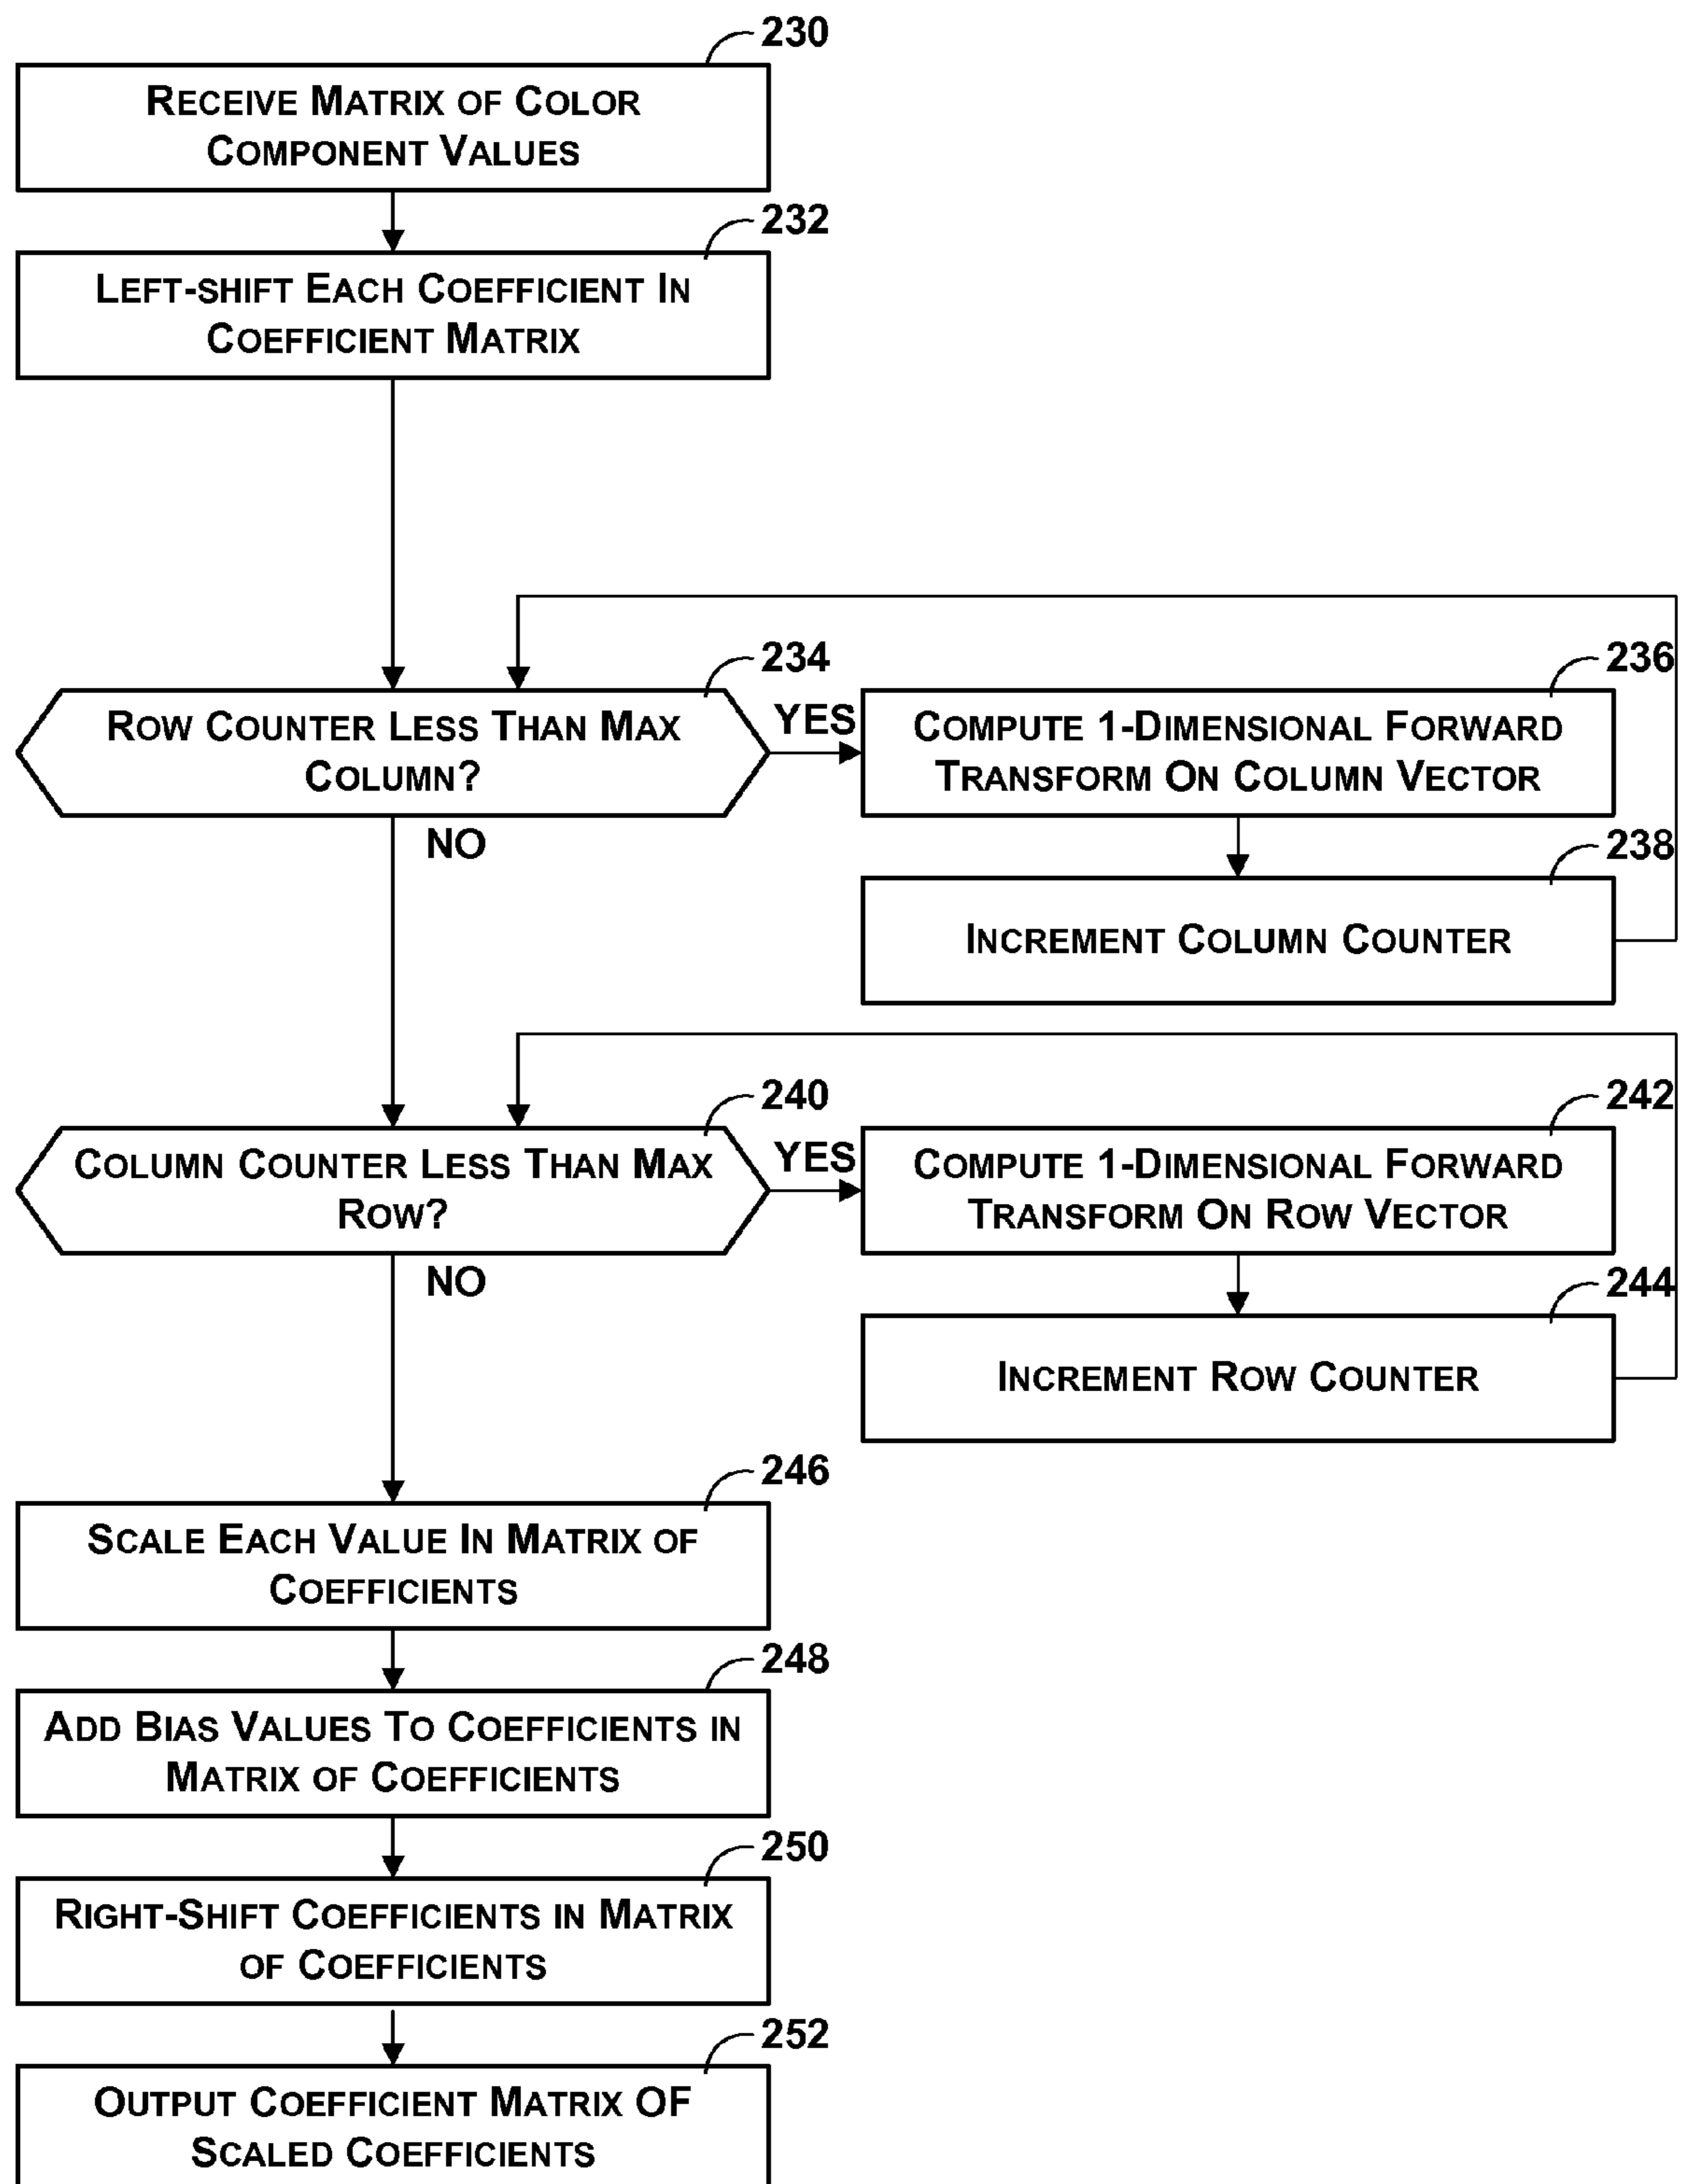 230
RECEIVE MATRIX OF COLOR
COMPONENT VALUES
232
LEFT-SHIFT EACH COEFFICIENT IN
COEFFICIENT MATRIX
234
ROW COUNTER LESS THAN MAX
COLUMN?
YES
NO
236
COMPUTE 1-DIMENSIONAL FORWARD
TRANSFORM ON COLUMN VECTOR
238
INCREMENT COLUMN COUNTER
240
COLUMN COUNTER LESS THAN MAX
ROW?
YES
NO
242
COMPUTE 1-DIMENSIONAL FORWARD
TRANSFORM ON ROW VECTOR
244
INCREMENT ROW COUNTER
246
SCALE EACH VALUE IN MATRIX OF
COEFFICIENTS
248
ADD BIAS VALUES TO COEFFICIENTS IN
MATRIX OF COEFFICIENTS
250
RIGHT-SHIFT COEFFICIENTS IN MATRIX
OF COEFFICIENTS
252
OUTPUT COEFFICIENT MATRIX OF
SCALED COEFFICIENTS